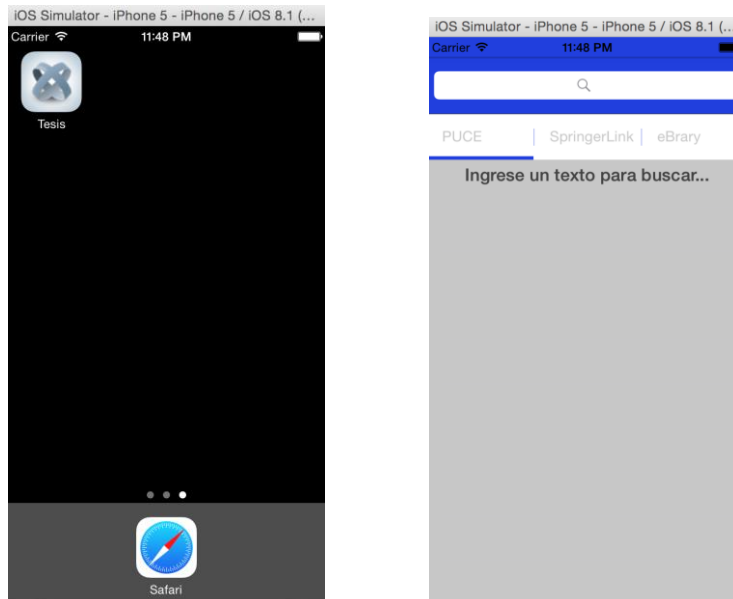 iOS Simulator - iPhone 5 - iPhone 5 / iOS 8.1 (...
Carrier 11:48 PM
Tesis
Safari
iOS Simulator - iPhone 5 - iPhone 5 / iOS 8.1 (...
Carrier 11:48 PM
PUCE SpringerLink eBrary
Ingrese un texto para buscar...